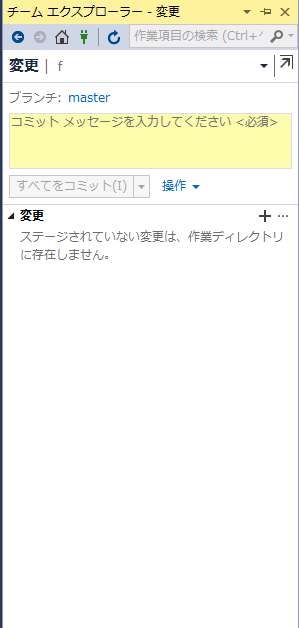 チーム エクスプローラー - 変更
作業項目の検索 (Ctrl+
変更 | f
ブランチ: master
コミット メッセージを入力してください <必須>
すべてをコミット(I) 操作
変更
ステージされていない変更は、作業ディレクトリ
に存在しません。